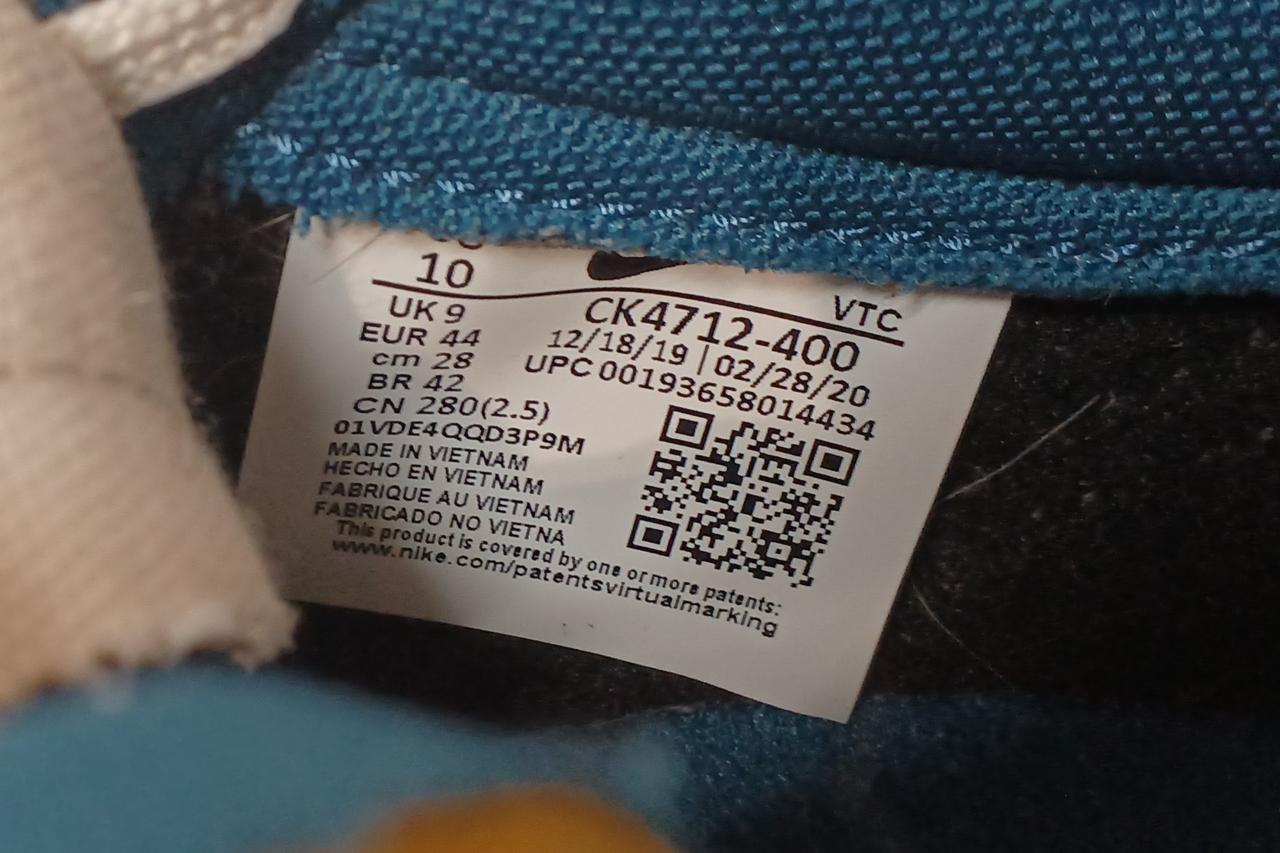 10
VTC
UK 9
EUR 44
cm 28
BR 42
CN 280(2.5)
01VDE4QQD3P9M
MADE IN VIETNAM
HECHO EN VIETNAM
FABRIQUE AU VIETNAM
FABRICADO NO VIETNA
CK4712-400
12/18/19 | 02/28/20
UPC 00193658014434
This product is covered by one or more patents:
www.nike.com/patentsvirtualmarking